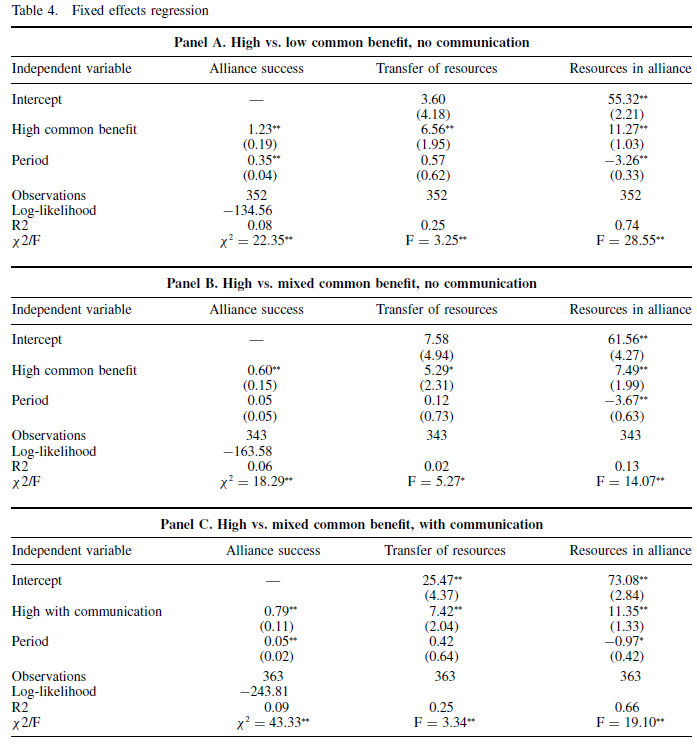 Table 4. Fixed effects regression
Panel A. High vs. low common benefit, no communication
Independent variable Alliance success Transfer of resources Resources in alliance
Intercept — 3.60 55.32**
(4.18) (2.21)
High common benefit 1.23** 6.56** 11.27**
(0.19) (1.95) (1.03)
Period 0.35** 0.57 −3.26**
(0.04) (0.62) (0.33)
Observations 352 352 352
Log-likelihood −134.56
R2 0.08 0.25 0.74
χ2/F χ² = 22.35** F = 3.25** F = 28.55**
Panel B. High vs. mixed common benefit, no communication
Independent variable Alliance success Transfer of resources Resources in alliance
Intercept — 7.58 61.56**
(4.94) (4.27)
High common benefit 0.60** 5.29* 7.49**
(0.15) (2.31) (1.99)
Period 0.05 0.12 −3.67**
(0.05) (0.73) (0.63)
Observations 343 343 343
Log-likelihood −163.58
R2 0.06 0.02 0.13
χ2/F χ² = 18.29** F = 5.27* F = 14.07**
Panel C. High vs. mixed common benefit, with communication
Independent variable Alliance success Transfer of resources Resources in alliance
Intercept — 25.47** 73.08**
(4.37) (2.84)
High with communication 0.79** 7.42** 11.35**
(0.11) (2.04) (1.33)
Period 0.05** 0.42 −0.97*
(0.02) (0.64) (0.42)
Observations 363 363 363
Log-likelihood −243.81
R2 0.09 0.25 0.66
χ2/F χ² = 43.33** F = 3.34** F = 19.10**